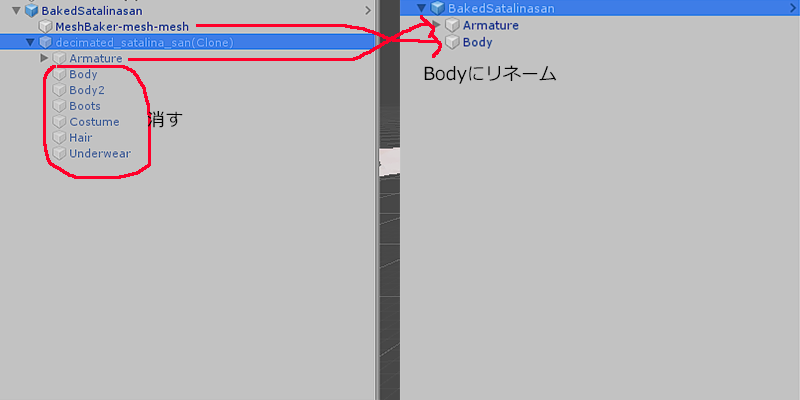 BakedSatalinasan
MeshBaker-mesh-mesh
decimated_satalina_san(Clone)
Armature
Body
Body2
Boots
Costume
Hair
Underwear
消す
BakedSatalinasan
Armature
Body
Bodyにリネーム